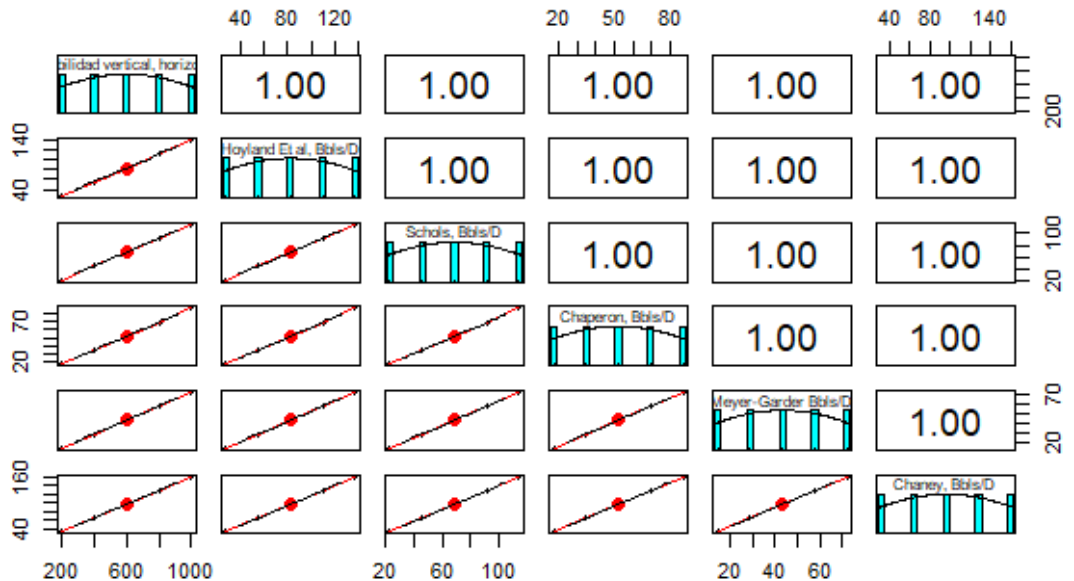 40 80 120 20 50 80 40 80 140
vertical, 1.00 1.00 1.00 1.00 1.00 200
140 40 Hoyland Et al, Bbls/D 1.00 1.00 1.00 1.00
Schols, Bbls/D 1.00 1.00 1.00 100 20
70 20 Chaperon, Bbls/D 1.00 1.00
Meyer-Garder Bbls/D 1.00 70 20
160 40 Chaney, Bbls/D
200 600 1000 20 60 100 20 40 60